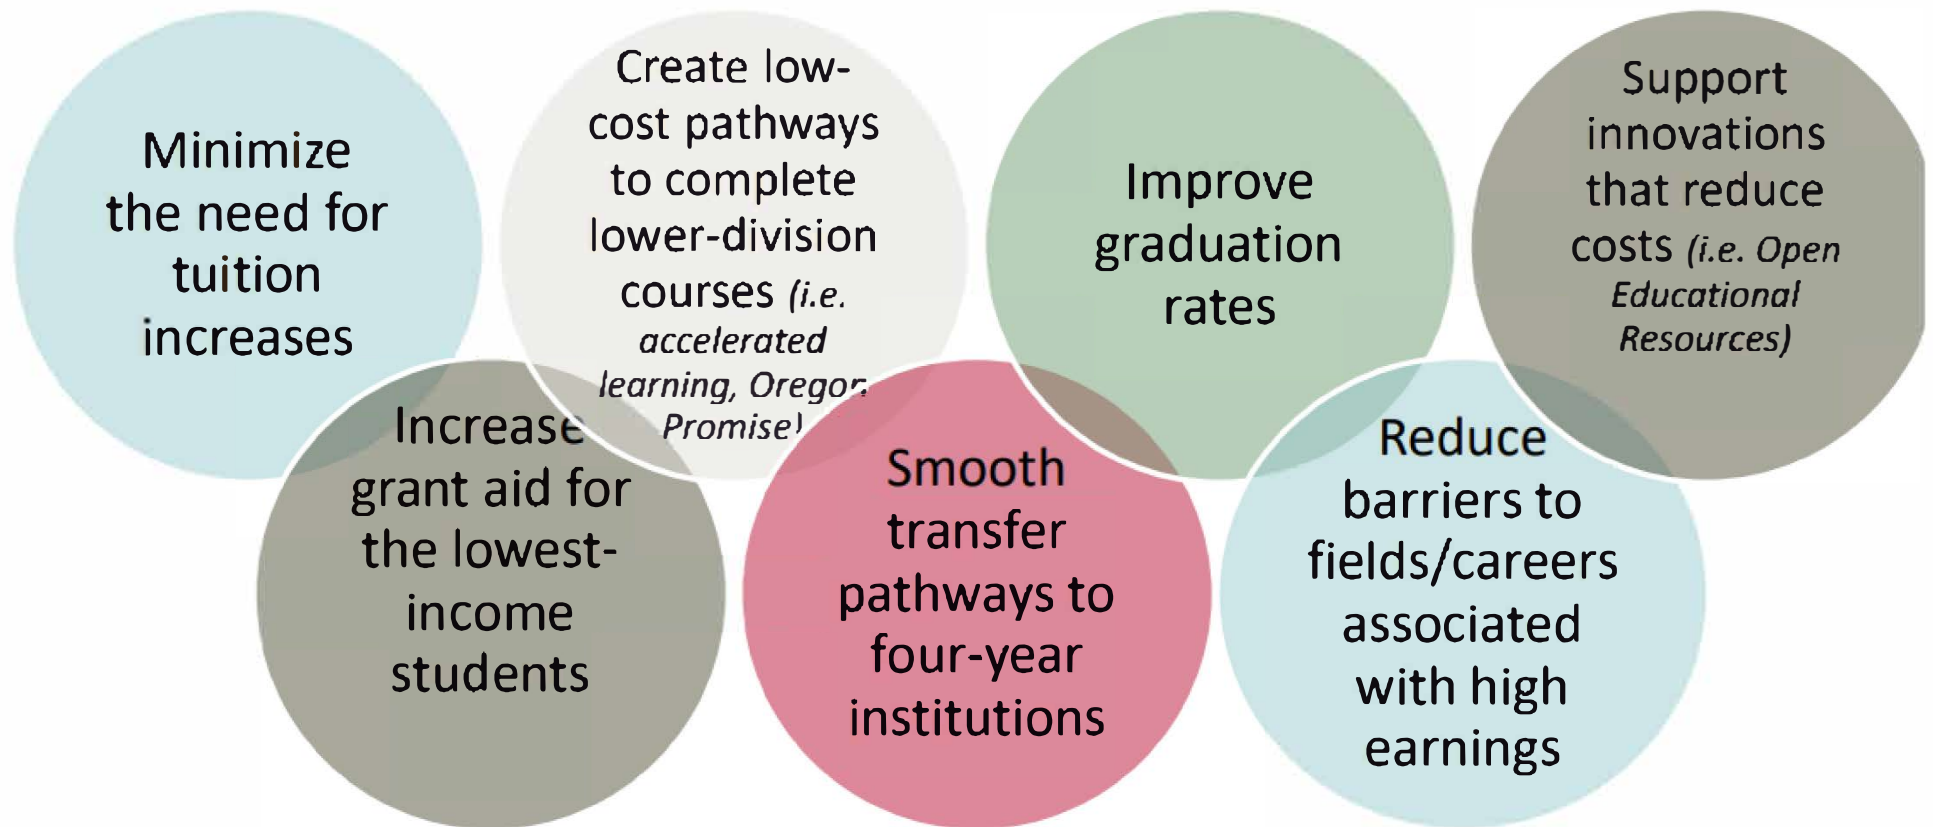 Minimize
the need for
tuition
increases
Increase
grant aid for
the lowest-
income
students
Create low-
cost pathways
to complete
lower-division
courses (i.e.
accelerated
learning, Oregon
Promise)
Smooth
transfer
pathways to
four-year
institutions
Improve
graduation
rates
Reduce
barriers to
fields/careers
associated
with high
earnings
Support
innovations
that reduce
costs (i.e. Open
Educational
Resources)